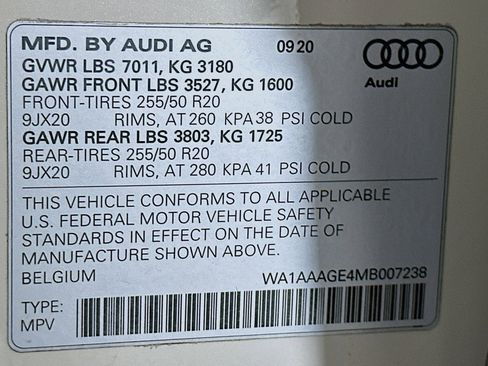 MFD. BY AUDI AG 09 20
GVWR LBS 7011, KG 3180
GAWR FRONT LBS 3527, KG 1600
FRONT-TIRES 255/50 R20
9JX20 RIMS, AT 260 KPA 38 PSI COLD
GAWR REAR LBS 3803, KG 1725
REAR-TIRES 255/50 R20
9JX20 RIMS, AT 280 KPA 41 PSI COLD
Audi
THIS VEHICLE CONFORMS TO ALL APPLICABLE
U.S. FEDERAL MOTOR VEHICLE SAFETY
STANDARDS IN EFFECT ON THE DATE OF
MANUFACTURE SHOWN ABOVE.
BELGIUM WA1AAAGE4MB007238
TYPE:
MPV